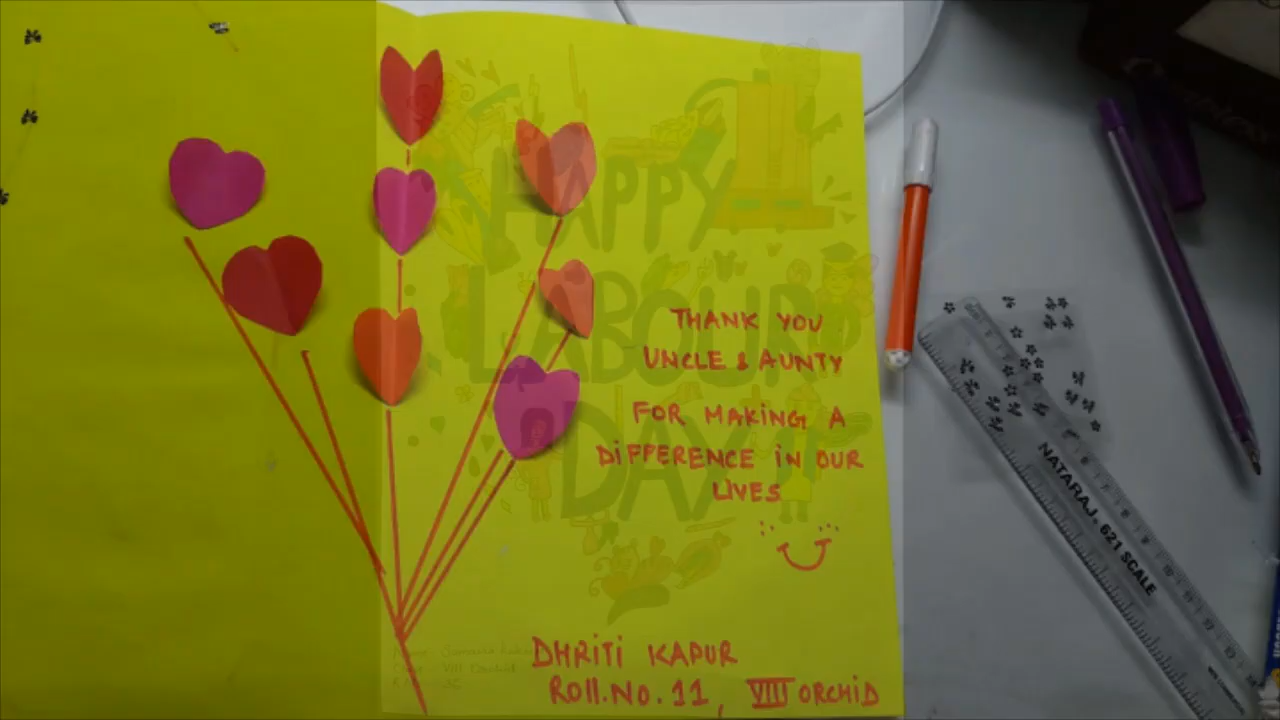 HAPPY
LABOUR
DAY
THANK YOU
UNCLE & AUNTY
FOR MAKING A
DIFFERENCE IN OUR
LIVES
DHRITI KAPUR
ROLL.NO. 11, VIII ORCHID
NATARAJ. 621 SCALE